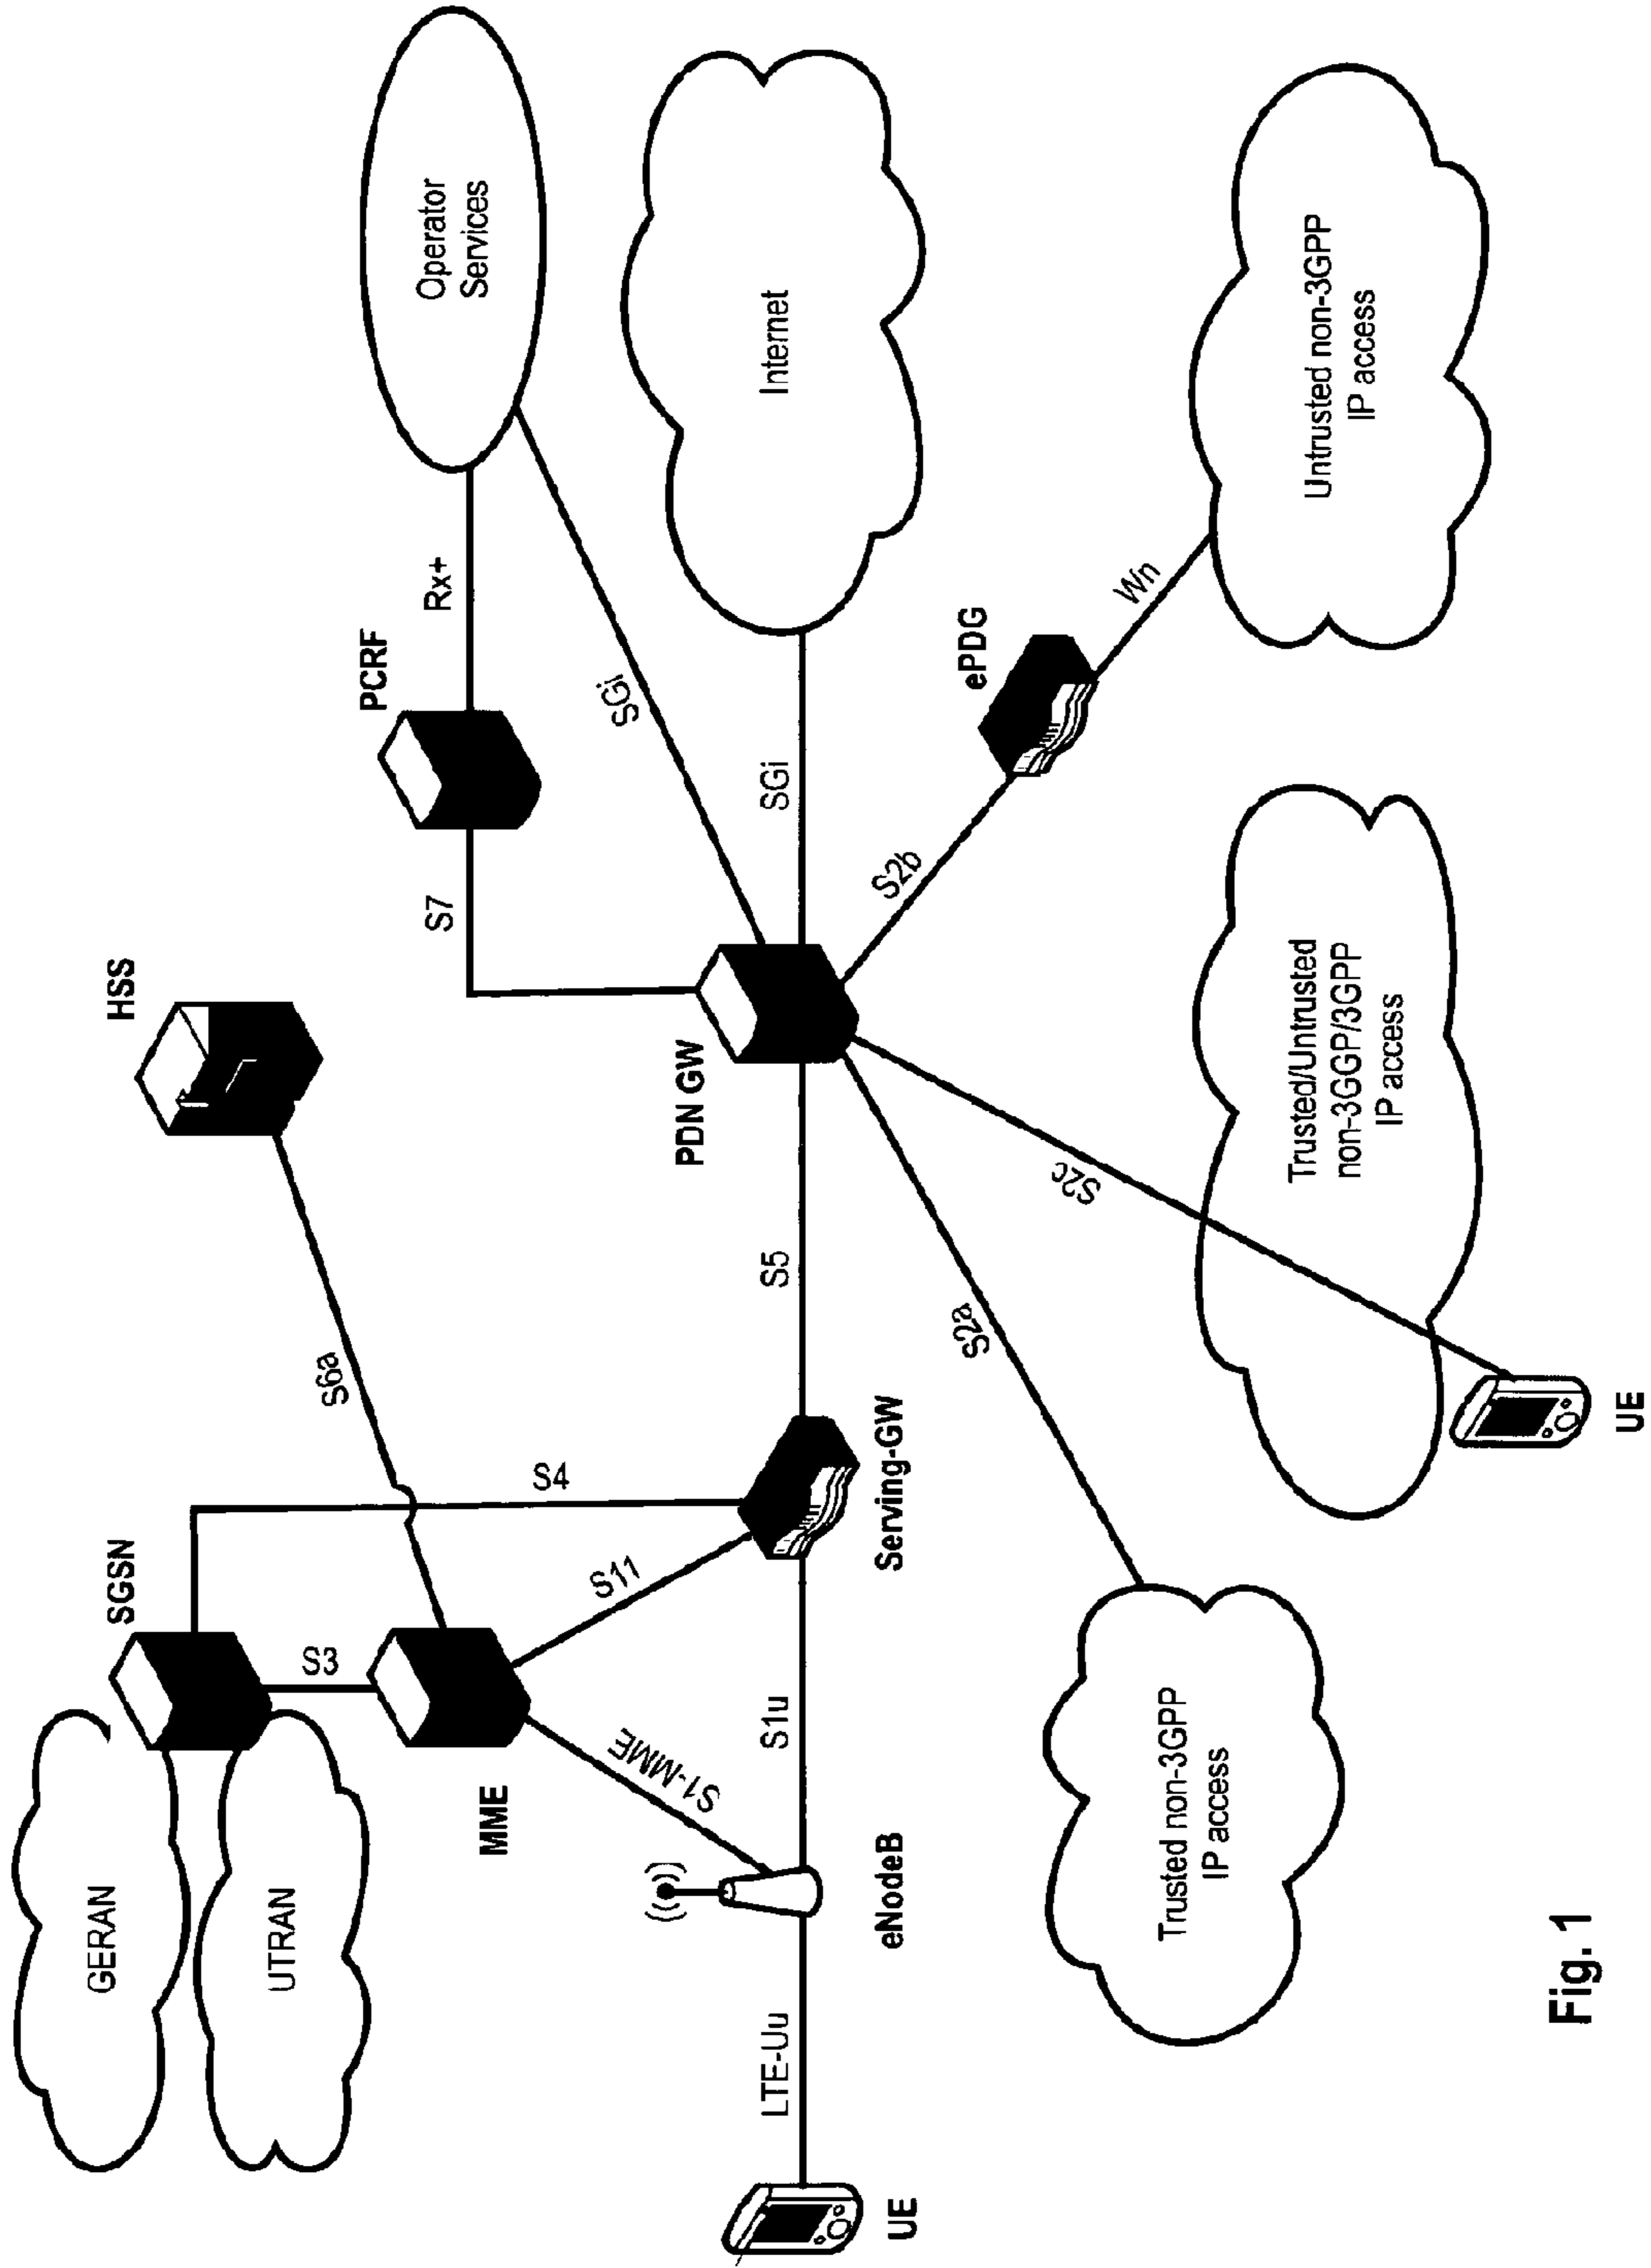 GERAN
UTRAN
SGSN
HSS
S3
S4
S6a
MME
S11
S1-MME
PCRF
S7
Rx+
Operator
Services
SGi
Internet
SGi
PDN GW
S5
Serving-GW
S1u
eNodeB
LTE-Uu
UE
S2a
S2c
S2b
ePDG
Wn
Trusted non-3GPP
IP access
Trusted/Untrusted
non-3GGP/3GPP
IP access
UE
Untrusted non-3GPP
IP access
Fig. 1